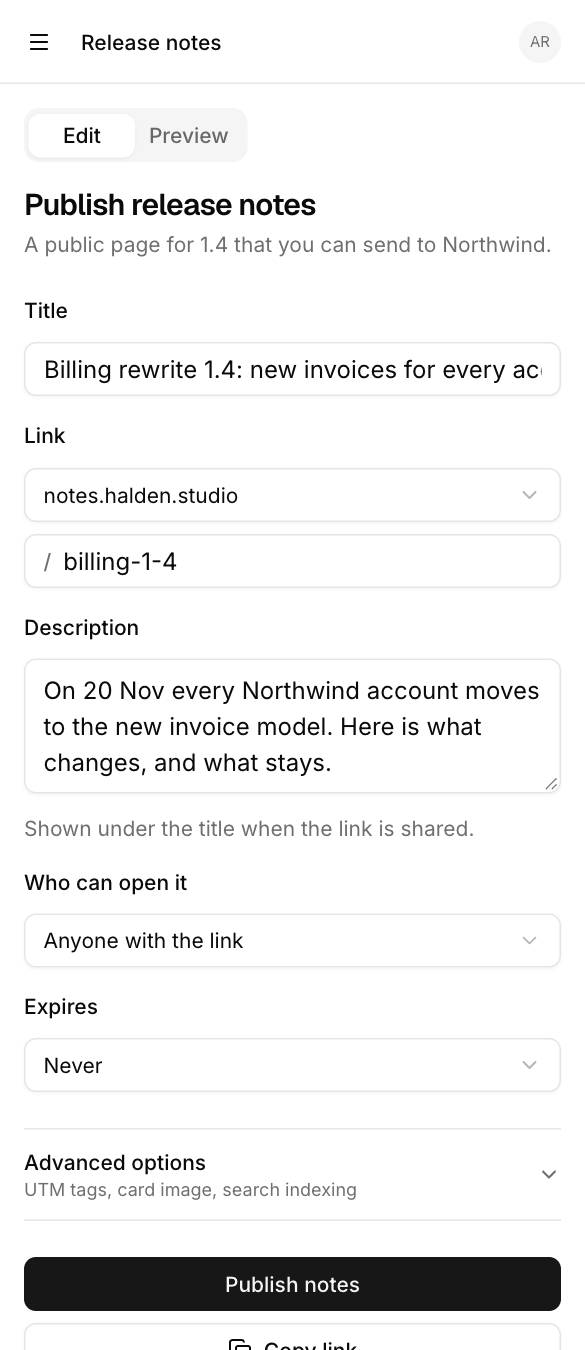 Release notes
AR
Edit
Preview
Publish release notes
A public page for 1.4 that you can send to Northwind.
Title
Billing rewrite 1.4: new invoices for every
Link
notes.halden.studio
/ billing-1-4
Description
On 20 Nov every Northwind account moves
to the new invoice model. Here is what
changes, and what stays.
Shown under the title when the link is shared.
Who can open it
Anyone with the link
Expires
Never
Advanced options
UTM tags, card image, search indexing
Publish notes
Copy link